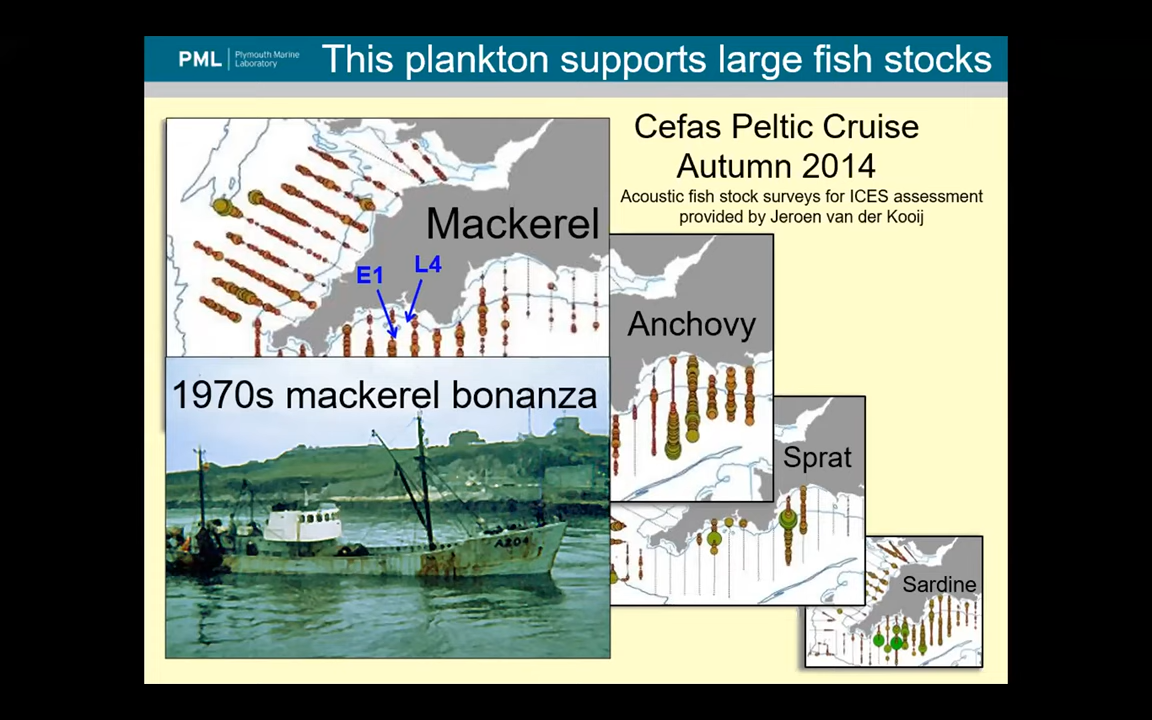 PML
Plymouth Marine
Laboratory
This plankton supports large fish stocks
Cefas Peltic Cruise
Autumn 2014
Acoustic fish stock surveys for ICES assessment
provided by Jeroen van der Kooij
Mackerel
E1
L4
Anchovy
1970s mackerel bonanza
Sprat
A204
Sardine